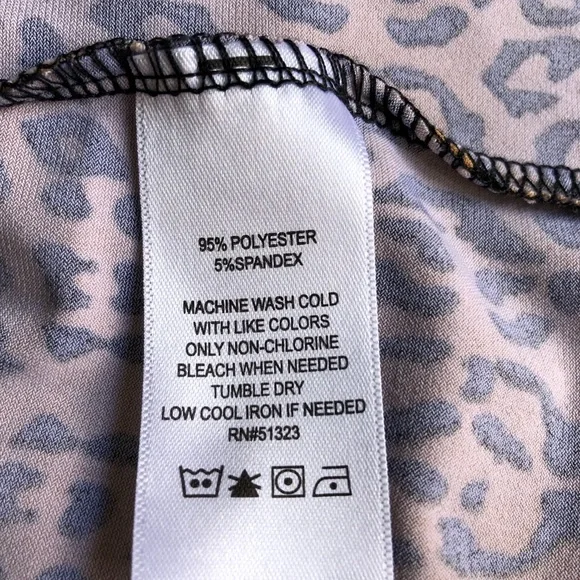 95% POLYESTER
5%SPANDEX
MACHINE WASH COLD
WITH LIKE COLORS
ONLY NON-CHLORINE
BLEACH WHEN NEEDED
TUMBLE DRY
LOW COOL IRON IF NEEDED
RN#51323